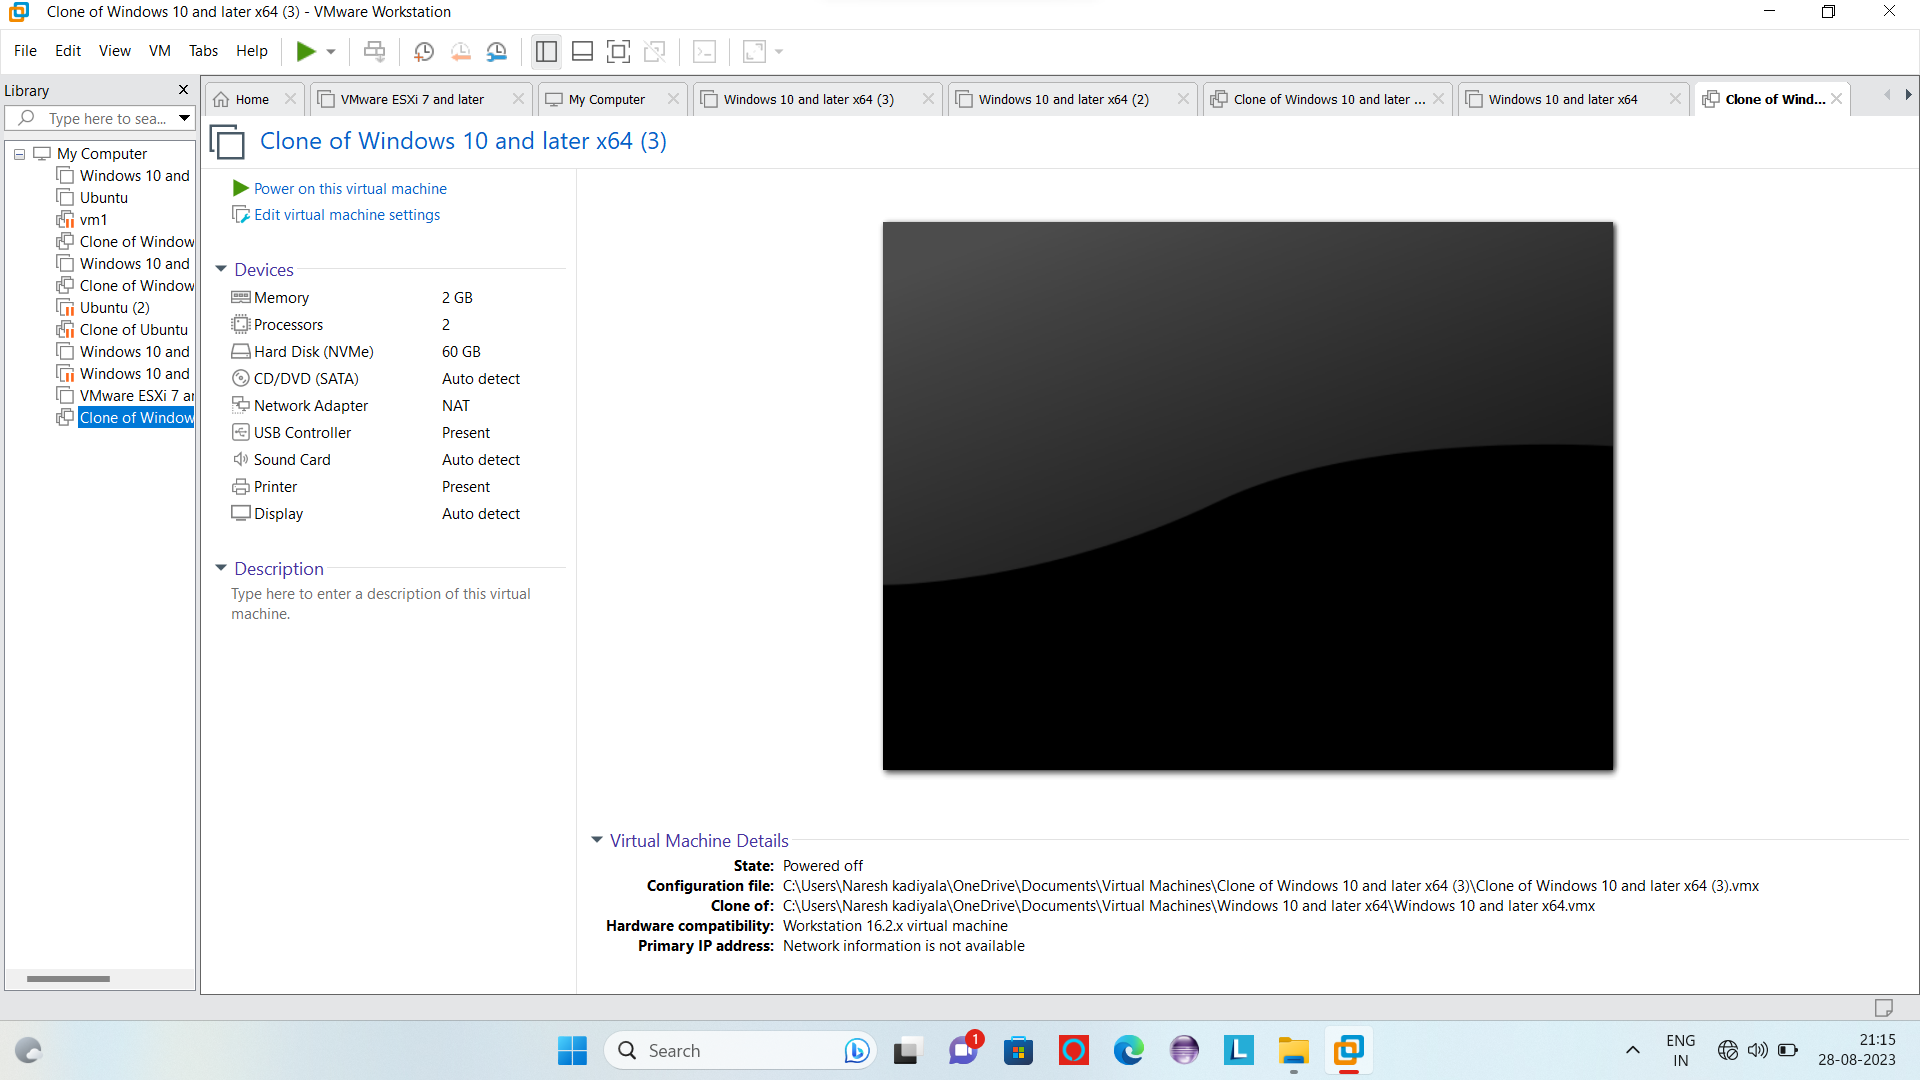 Clone of Windows 10 and later x64 (3) - VMware Workstation
File Edit View VM Tabs Help
Library
Type here to sea...
My Computer
Windows 10 and
Ubuntu
vm1
Clone of Window
Windows 10 and
Clone of Window
Ubuntu (2)
Clone of Ubuntu
Windows 10 and
Windows 10 and
VMware ESXi 7 an
Clone of Window
Home
VMware ESXi 7 and later
My Computer
Windows 10 and later x64 (3)
Windows 10 and later x64 (2)
Clone of Windows 10 and later ...
Windows 10 and later x64
Clone of Wind...
Clone of Windows 10 and later x64 (3)
Power on this virtual machine
Edit virtual machine settings
Devices
Memory 2 GB
Processors 2
Hard Disk (NVMe) 60 GB
CD/DVD (SATA) Auto detect
Network Adapter NAT
USB Controller Present
Sound Card Auto detect
Printer Present
Display Auto detect
Description
Type here to enter a description of this virtual
machine.
Virtual Machine Details
State: Powered off
Configuration file: C:\Users\Naresh kadiyala\OneDrive\Documents\Virtual Machines\Clone of Windows 10 and later x64 (3)\Clone of Windows 10 and later x64 (3).vmx
Clone of: C:\Users\Naresh kadiyala\OneDrive\Documents\Virtual Machines\Windows 10 and later x64\Windows 10 and later x64.vmx
Hardware compatibility: Workstation 16.2.x virtual machine
Primary IP address: Network information is not available
Search
1
L
ENG
IN
21:15
28-08-2023